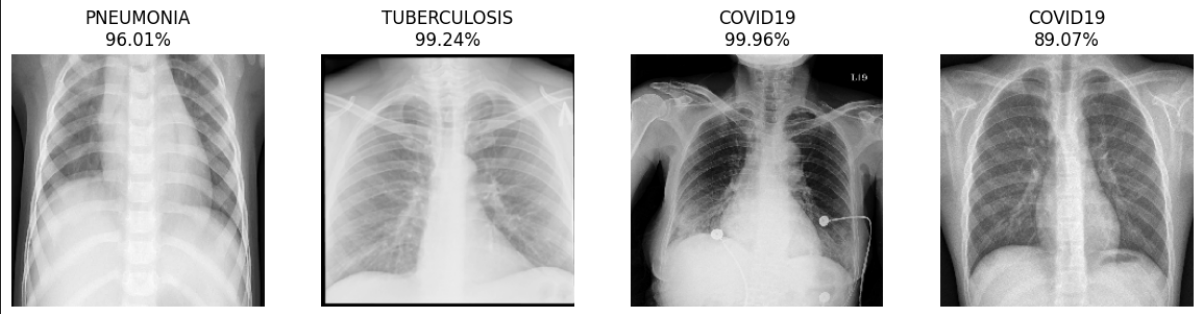 PNEUMONIA
96.01%
TUBERCULOSIS
99.24%
COVID19
99.96%
COVID19
89.07%